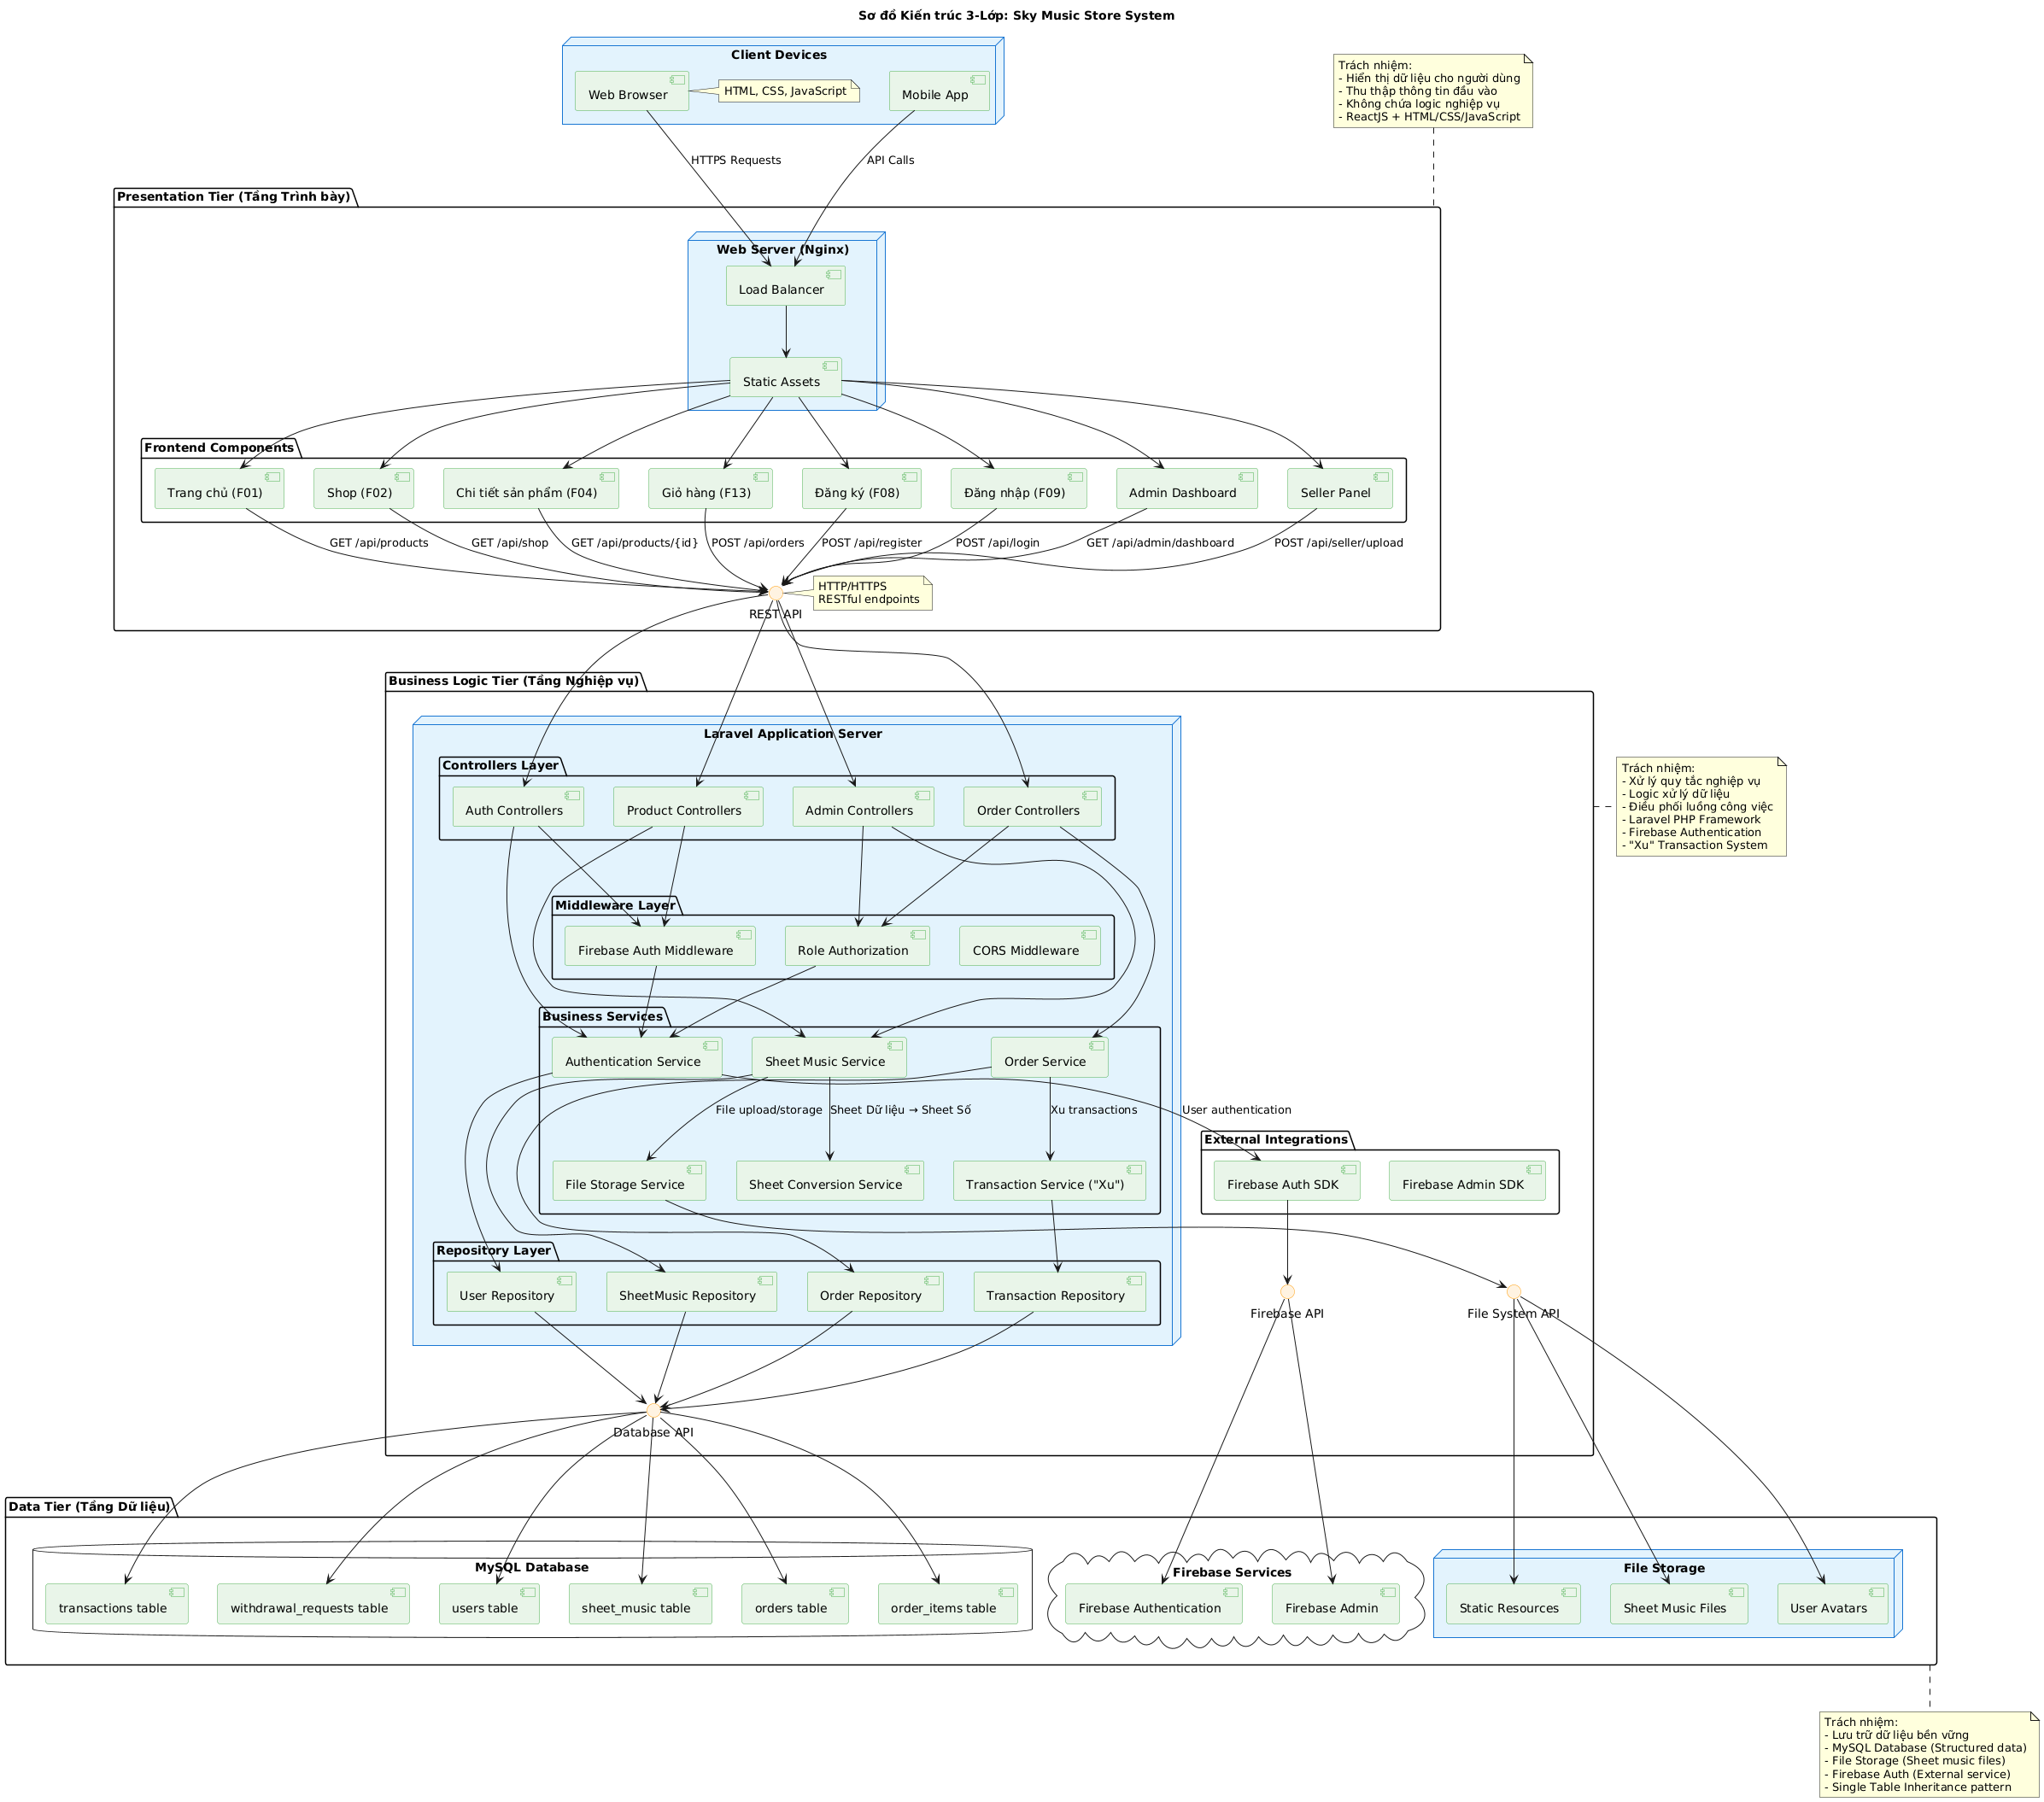 Sơ đồ Kiến trúc 3-Lớp: Sky Music Store System
Client Devices
Web Browser
HTML, CSS, JavaScript
Mobile App
Trách nhiệm:
- Hiển thị dữ liệu cho người dùng
- Thu thập thông tin đầu vào
- Không chứa logic nghiệp vụ
- ReactJS + HTML/CSS/JavaScript
HTTPS Requests
API Calls
Presentation Tier (Tầng Trình bày)
Web Server (Nginx)
Load Balancer
Static Assets
Frontend Components
Trang chủ (F01)
Shop (F02)
Chi tiết sản phẩm (F04)
Giỏ hàng (F13)
Đăng ký (F08)
Đăng nhập (F09)
Admin Dashboard
Seller Panel
GET /api/products
GET /api/shop
GET /api/products/{id}
POST /api/orders
POST /api/register
POST /api/login
GET /api/admin/dashboard
POST /api/seller/upload
HTTP/HTTPS
RESTful endpoints
REST API
Business Logic Tier (Tầng Nghiệp vụ)
Laravel Application Server
Controllers Layer
Auth Controllers
Product Controllers
Admin Controllers
Order Controllers
Trách nhiệm:
- Xử lý quy tắc nghiệp vụ
- Logic xử lý dữ liệu
- Điều phối luồng công việc
- Laravel PHP Framework
- Firebase Authentication
- "Xu" Transaction System
Middleware Layer
Firebase Auth Middleware
Role Authorization
CORS Middleware
Business Services
Authentication Service
Sheet Music Service
Order Service
File upload/storage
Sheet Dữ liệu → Sheet Số
Xu transactions
User authentication
File Storage Service
Sheet Conversion Service
Transaction Service ("Xu")
External Integrations
Firebase Auth SDK
Firebase Admin SDK
Repository Layer
User Repository
SheetMusic Repository
Order Repository
Transaction Repository
Firebase API
File System API
Database API
Data Tier (Tầng Dữ liệu)
MySQL Database
transactions table
withdrawal_requests table
users table
sheet_music table
orders table
order_items table
Firebase Services
Firebase Authentication
Firebase Admin
File Storage
Static Resources
Sheet Music Files
User Avatars
Trách nhiệm:
- Lưu trữ dữ liệu bền vững
- MySQL Database (Structured data)
- File Storage (Sheet music files)
- Firebase Auth (External service)
- Single Table Inheritance pattern